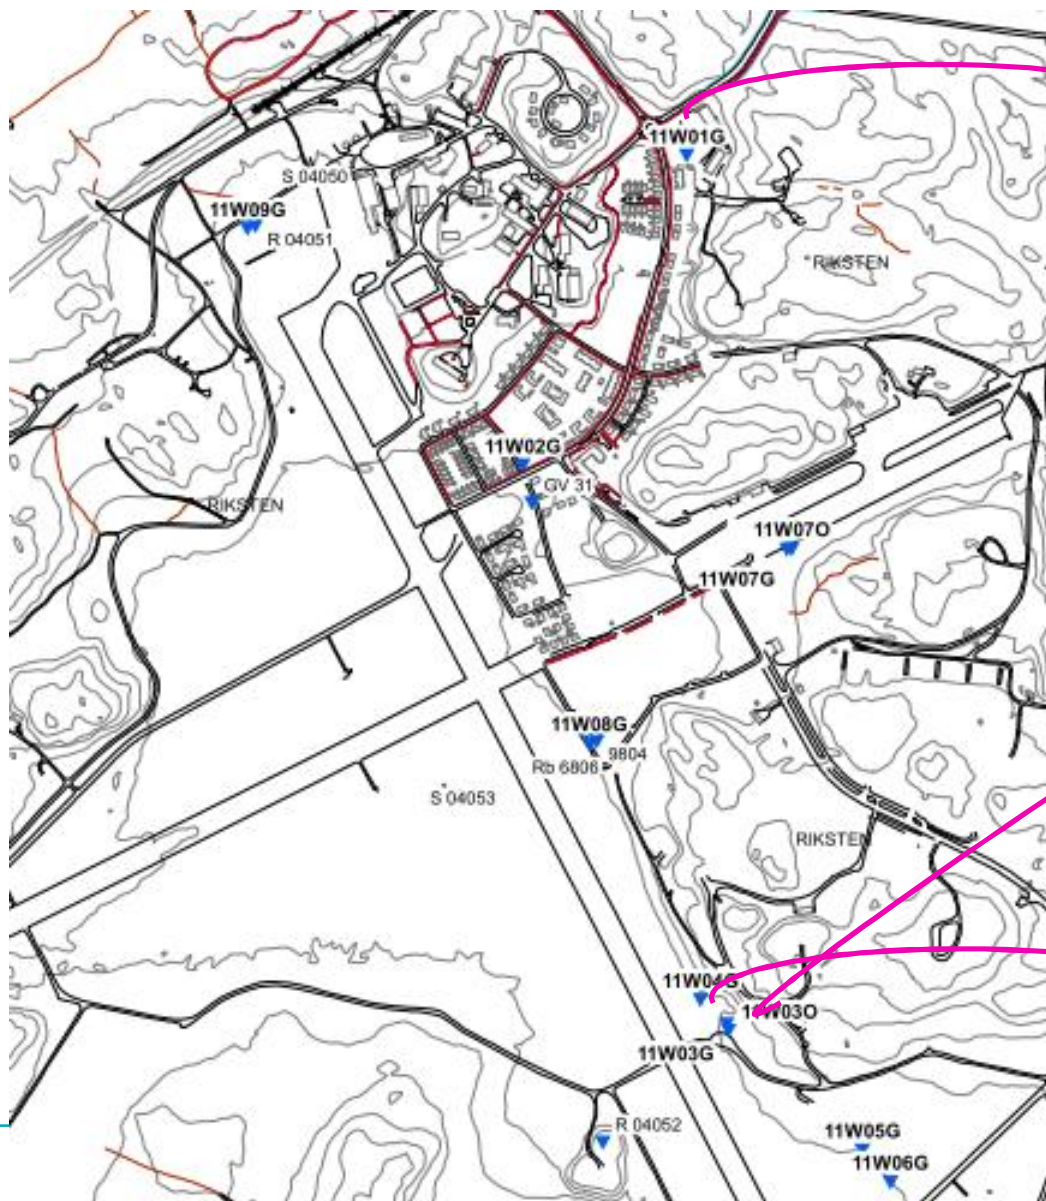 11W01G
S 04050
11W09G
R 04051
RIKSTEN
11W02G
GV 31
RIKSTEN
11W07O
11W07G
11W08G
9804
Rb 6806
S 04053
RIKSTEN
11W04G
11W03O
11W03G
R 04052
11W05G
11W06G